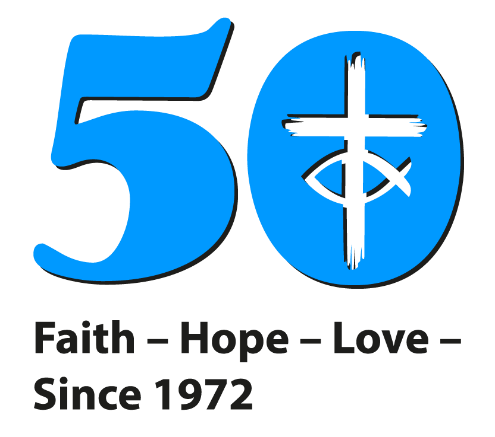 50
Faith – Hope – Love –
Since 1972